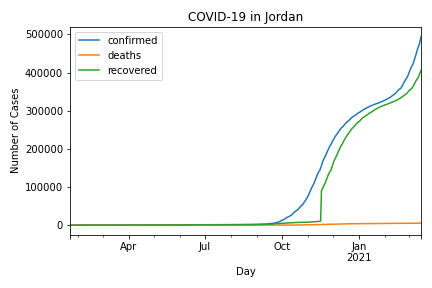 COVID-19 in Jordan
confirmed
deaths
recovered
Number of Cases
500000
400000
300000
200000
100000
0
Apr
Jul
Oct
Jan
2021
Day